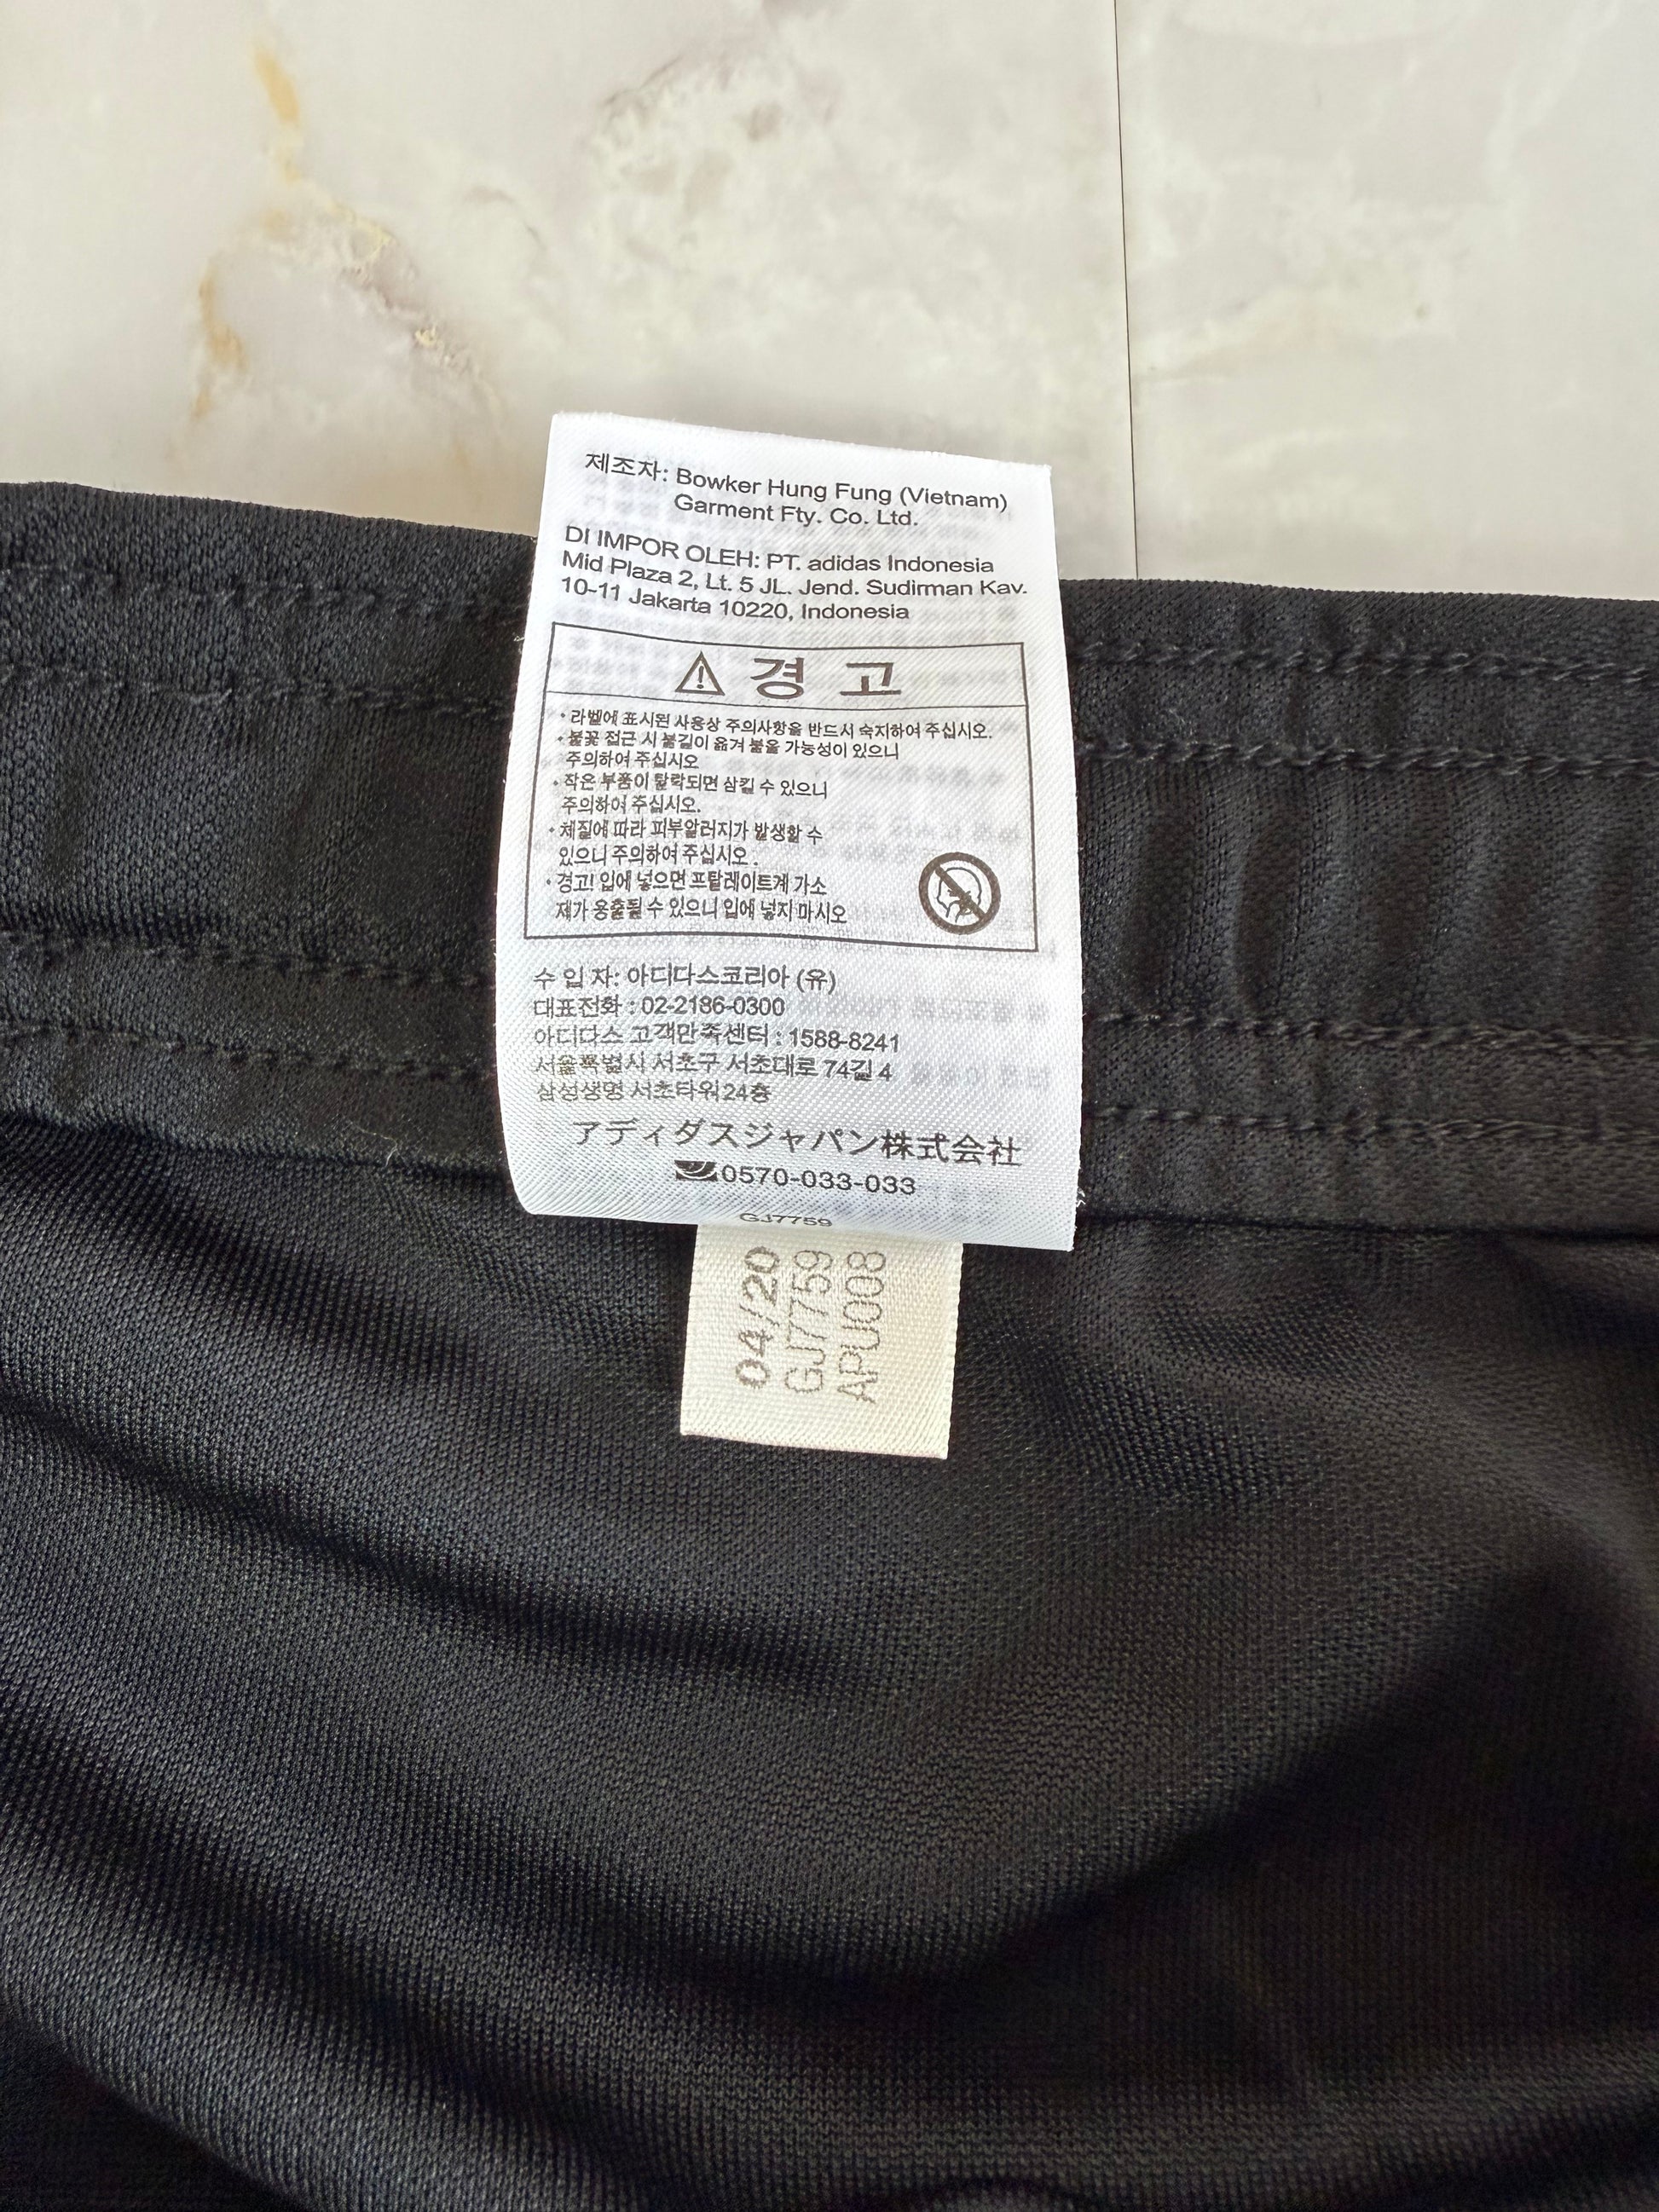 제조자: Bowker Hung Fung (Vietnam)
Garment Fty. Co. Ltd.
DI IMPOR OLEH: PT. adidas Indonesia
Mid Plaza 2, Lt. 5 JL. Jend. Sudirman Kav.
10-11 Jakarta 10220, Indonesia
경 고
• 라벨에 표시된 사용상 주의사항을 반드시 숙지하여 주십시오.
• 불꽃 접근 시 불길이 옮겨 붙을 가능성이 있으니
주의하여 주십시오
• 작은 부품이 탈락되면 삼킬 수 있으니
주의하여 주십시오.
• 체질에 따라 피부알러지가 발생할 수
있으니 주의하여 주십시오 .
• 경고! 입에 넣으면 프탈레이트계 가소
제가 용출될 수 있으니 입에 넣지 마시오
수 입 자: 아디다스코리아 (유)
대표전화 : 02-2186-0300
아디다스 고객만족센터 : 1588-8241
서울특별시 서초구 서초대로 74길 4
삼성생명 서초타워24층
アディダスジャパン株式会社
0570-033-033
GJ7759
04/20
GJ7759
APU008